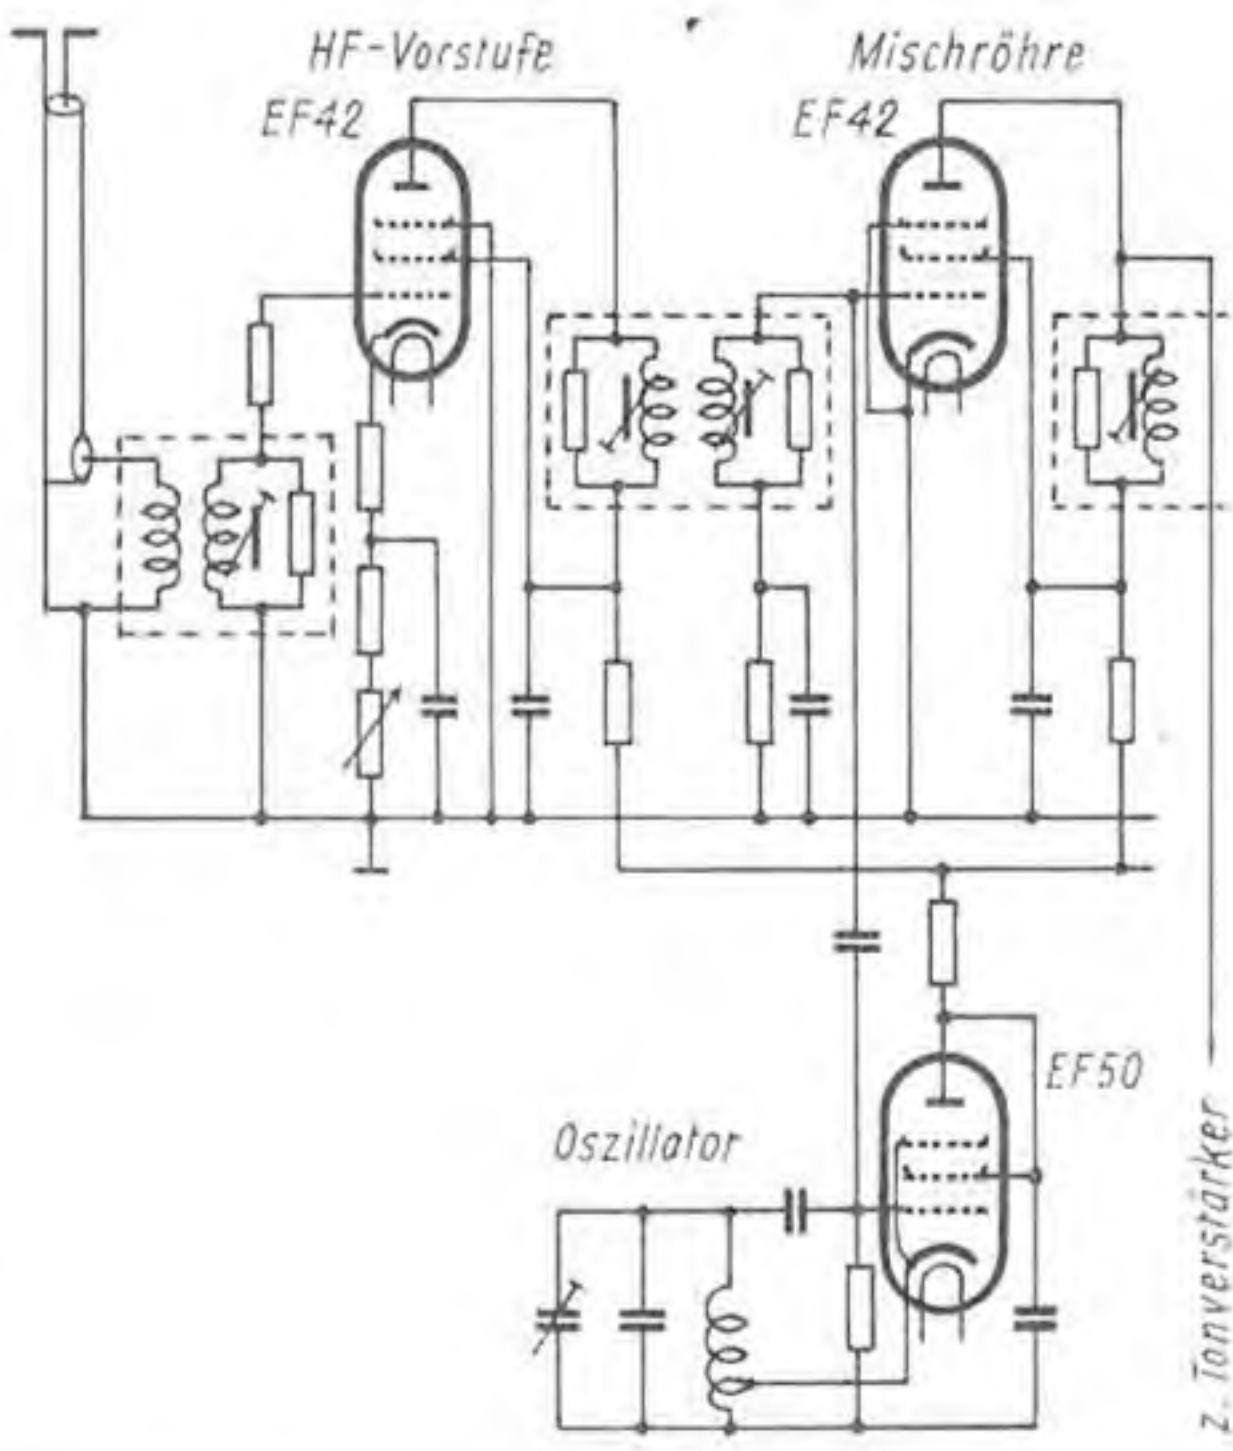 HF-Vorstufe
EF42
Mischröhre
EF42
EF50
Oszillator
z. Tonverstärker